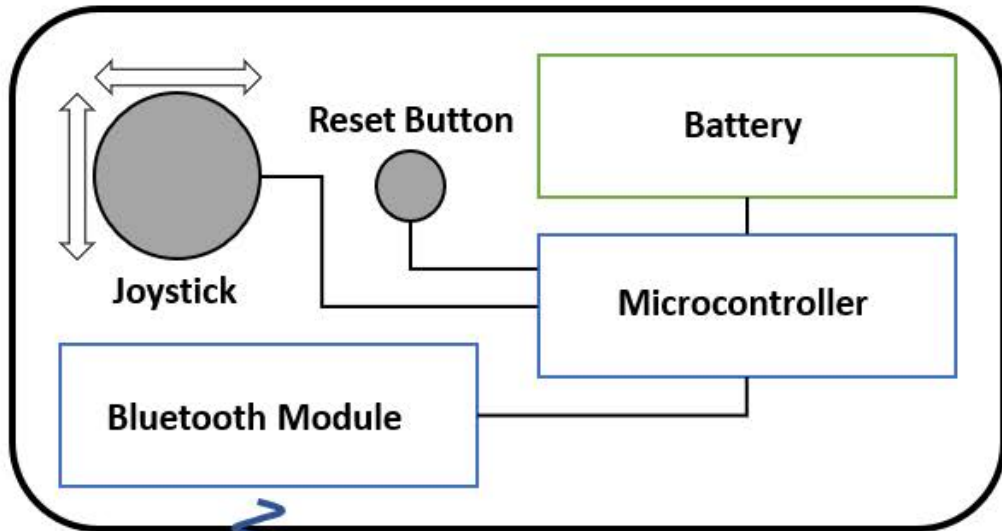 Reset Button
Battery
Joystick
Microcontroller
Bluetooth Module